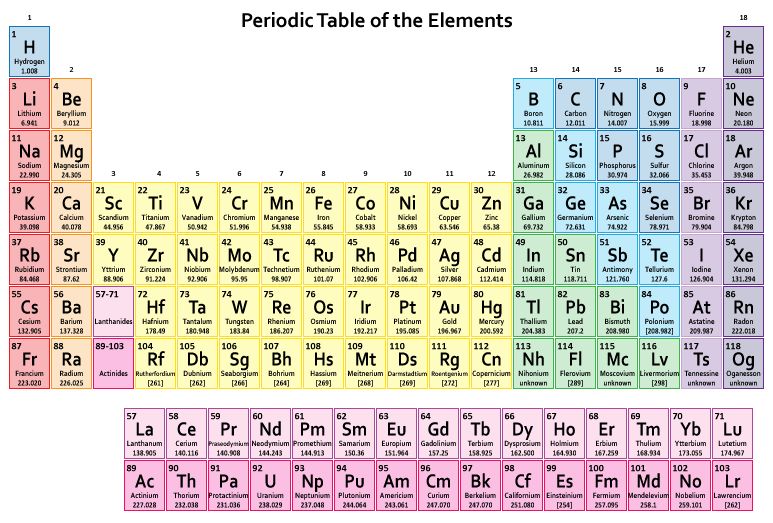 Periodic Table of the Elements
1
18
1
H
Hydrogen
1.008
2
He
Helium
4.003
2
13
14
15
16
17
3
Li
Lithium
6.941
4
Be
Beryllium
9.012
5
B
Boron
10.811
6
C
Carbon
12.011
7
N
Nitrogen
14.007
8
O
Oxygen
15.999
9
F
Fluorine
18.998
10
Ne
Neon
20.180
11
Na
Sodium
22.990
12
Mg
Magnesium
24.305
3
4
5
6
7
8
9
10
11
12
13
Al
Aluminum
26.982
14
Si
Silicon
28.086
15
P
Phosphorus
30.974
16
S
Sulfur
32.066
17
Cl
Chlorine
35.453
18
Ar
Argon
39.948
19
K
Potassium
39.098
20
Ca
Calcium
40.078
21
Sc
Scandium
44.956
22
Ti
Titanium
47.867
23
V
Vanadium
50.942
24
Cr
Chromium
51.996
25
Mn
Manganese
54.938
26
Fe
Iron
55.845
27
Co
Cobalt
58.933
28
Ni
Nickel
58.693
29
Cu
Copper
63.546
30
Zn
Zinc
65.38
31
Ga
Gallium
69.732
32
Ge
Germanium
72.631
33
As
Arsenic
74.922
34
Se
Selenium
78.971
35
Br
Bromine
79.904
36
Kr
Krypton
84.798
37
Rb
Rubidium
84.468
38
Sr
Strontium
87.62
39
Y
Yttrium
88.906
40
Zr
Zirconium
91.224
41
Nb
Niobium
92.906
42
Mo
Molybdenum
95.95
43
Tc
Technetium
98.907
44
Ru
Ruthenium
101.07
45
Rh
Rhodium
102.906
46
Pd
Palladium
106.42
47
Ag
Silver
107.868
48
Cd
Cadmium
112.414
49
In
Indium
114.818
50
Sn
Tin
118.711
51
Sb
Antimony
121.760
52
Te
Tellurium
127.6
53
I
Iodine
126.904
54
Xe
Xenon
131.294
55
Cs
Cesium
132.905
56
Ba
Barium
137.328
57-71
Lanthanides
72
Hf
Hafnium
178.49
73
Ta
Tantalum
180.948
74
W
Tungsten
183.84
75
Re
Rhenium
186.207
76
Os
Osmium
190.23
77
Ir
Iridium
192.217
78
Pt
Platinum
195.085
79
Au
Gold
196.967
80
Hg
Mercury
200.592
81
Tl
Thallium
204.383
82
Pb
Lead
207.2
83
Bi
Bismuth
208.980
84
Po
Polonium
[208.982]
85
At
Astatine
209.987
86
Rn
Radon
222.018
87
Fr
Francium
223.020
88
Ra
Radium
226.025
89-103
Actinides
104
Rf
Rutherfordium
[261]
105
Db
Dubnium
[262]
106
Sg
Seaborgium
[266]
107
Bh
Bohrium
[264]
108
Hs
Hassium
[269]
109
Mt
Meitnerium
[268]
110
Ds
Darmstadtium
[269]
111
Rg
Roentgenium
[272]
112
Cn
Copernicium
[277]
113
Nh
Nihonium
unknown
114
Fl
Flerovium
[289]
115
Mc
Moscovium
unknown
116
Lv
Livermorium
[298]
117
Ts
Tennessine
unknown
118
Og
Oganesson
unknown
57
La
Lanthanum
138.905
58
Ce
Cerium
140.116
59
Pr
Praseodymium
140.908
60
Nd
Neodymium
144.243
61
Pm
Promethium
144.913
62
Sm
Samarium
150.36
63
Eu
Europium
151.964
64
Gd
Gadolinium
157.25
65
Tb
Terbium
158.925
66
Dy
Dysprosium
162.500
67
Ho
Holmium
164.930
68
Er
Erbium
167.259
69
Tm
Thulium
168.934
70
Yb
Ytterbium
173.055
71
Lu
Lutetium
174.967
89
Ac
Actinium
227.028
90
Th
Thorium
232.038
91
Pa
Protactinium
231.036
92
U
Uranium
238.029
93
Np
Neptunium
237.048
94
Pu
Plutonium
244.064
95
Am
Americium
243.061
96
Cm
Curium
247.070
97
Bk
Berkelium
247.070
98
Cf
Californium
251.080
99
Es
Einsteinium
[254]
100
Fm
Fermium
257.095
101
Md
Mendelevium
258.1
102
No
Nobelium
259.101
103
Lr
Lawrencium
[262]